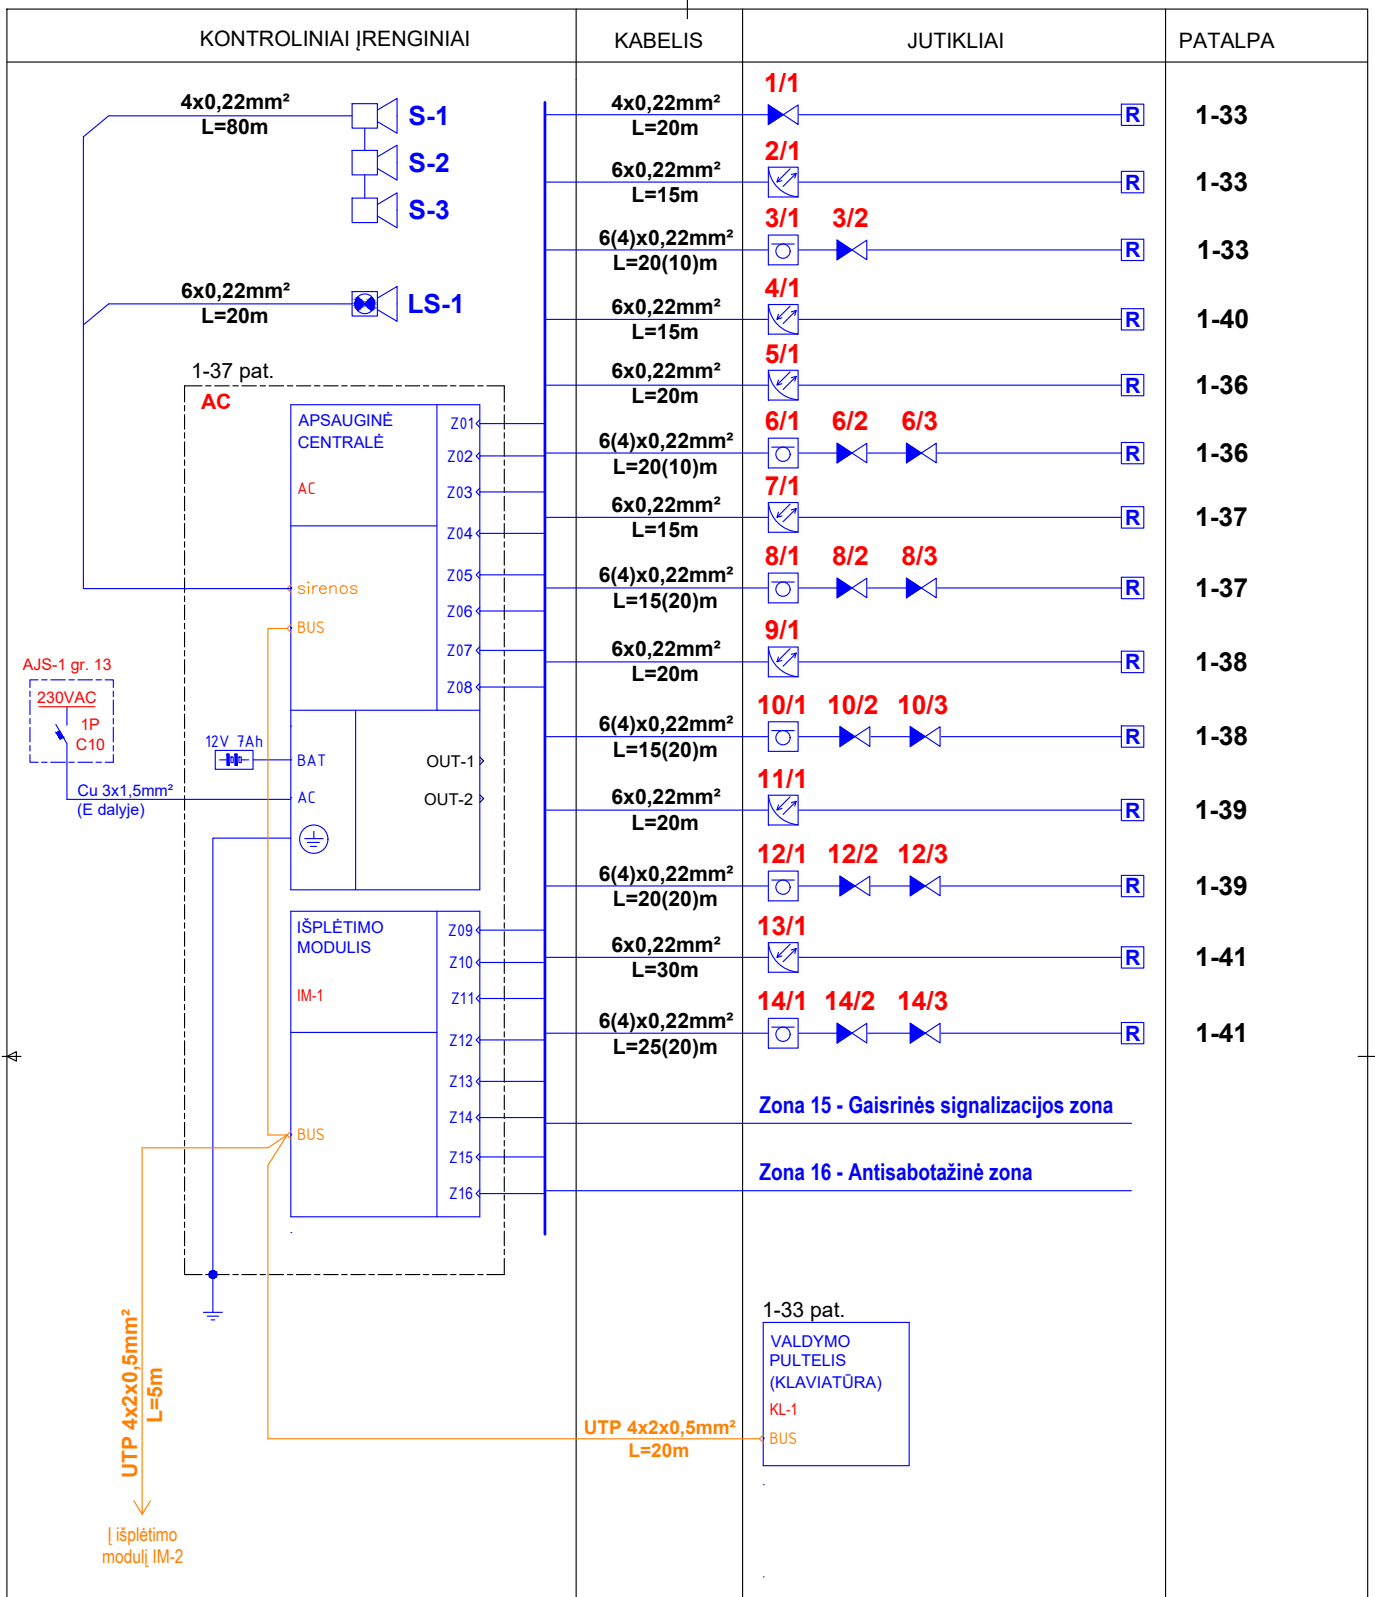 KONTROLINIAI ĮRENGINIAI
KABELIS
JUTIKLIAI
PATALPA
4x0,22mm²
L=80m
S-1
S-2
S-3
6x0,22mm²
L=20m
LS-1
1-37 pat.
AC
APSAUGINĖ
CENTRALĖ
AC
sirenos
BUS
Z01
Z02
Z03
Z04
Z05
Z06
Z07
Z08
AJS-1 gr. 13
230VAC
1P
C10
12V 7Ah
BAT
AC
OUT-1
OUT-2
Cu 3x1,5mm²
(E dalyje)
IŠPLĖTIMO
MODULIS
IM-1
BUS
Z09
Z10
Z11
Z12
Z13
Z14
Z15
Z16
UTP 4x2x0,5mm²
L=5m
Į išplėtimo
modulį IM-2
4x0,22mm²
L=20m
1/1
R
1-33
6x0,22mm²
L=15m
2/1
R
1-33
6(4)x0,22mm²
L=20(10)m
3/1 3/2
R
1-33
6x0,22mm²
L=15m
4/1
R
1-40
6x0,22mm²
L=20m
5/1
R
1-36
6(4)x0,22mm²
L=20(10)m
6/1 6/2 6/3
R
1-36
6x0,22mm²
L=15m
7/1
R
1-37
6(4)x0,22mm²
L=15(20)m
8/1 8/2 8/3
R
1-37
6x0,22mm²
L=20m
9/1
R
1-38
6(4)x0,22mm²
L=15(20)m
10/1 10/2 10/3
R
1-38
6x0,22mm²
L=20m
11/1
R
1-39
6(4)x0,22mm²
L=20(20)m
12/1 12/2 12/3
R
1-39
6x0,22mm²
L=30m
13/1
R
1-41
6(4)x0,22mm²
L=25(20)m
14/1 14/2 14/3
R
1-41
Zona 15 - Gaisrinės signalizacijos zona
Zona 16 - Antisabotažinė zona
1-33 pat.
VALDYMO
PULTELIS
(KLAVIATŪRA)
KL-1
BUS
UTP 4x2x0,5mm²
L=20m